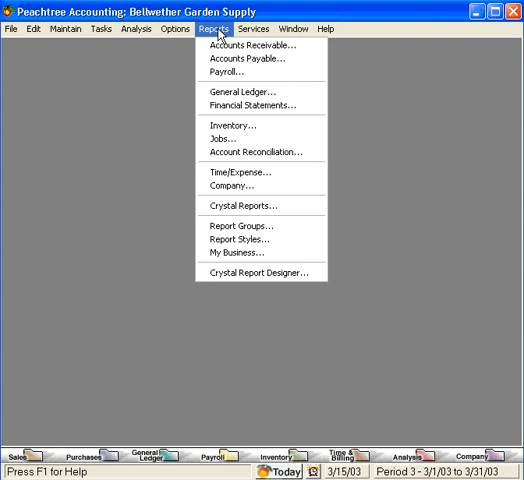 Peachtree Accounting: Bellwether Garden Supply
File Edit Maintain Tasks Analysis Options Reports Services Window Help
Accounts Receivable...
Accounts Payable...
Payroll...
General Ledger...
Financial Statements...
Inventory...
Jobs...
Account Reconciliation...
Time/Expense...
Company...
Crystal Reports...
Report Groups...
Report Styles...
My Business...
Crystal Report Designer...
Sales Purchases General Ledger Payroll Inventory Time & Billing Analysis Company
Press F1 for Help Today 3/15/03 Period 3 - 3/1/03 to 3/31/03